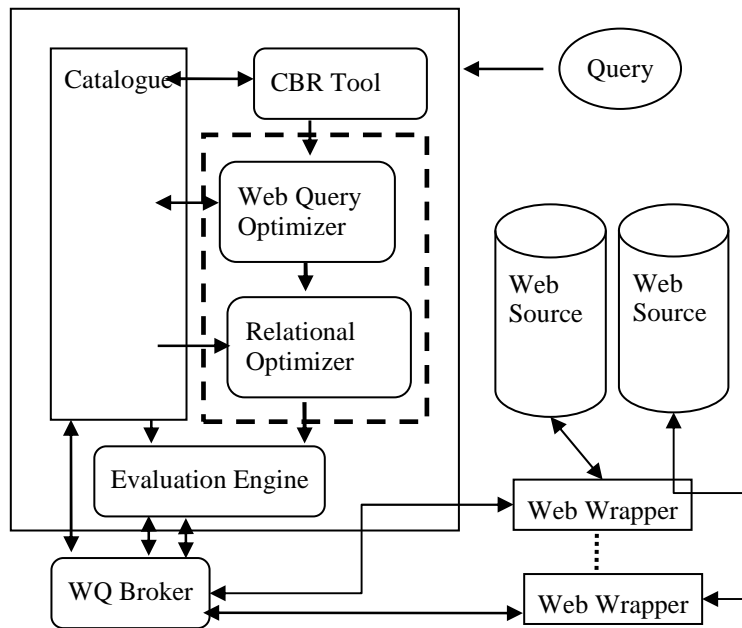 Catalogue
CBR Tool
Query
Web Query
Optimizer
Relational
Optimizer
Web
Source
Web
Source
Evaluation Engine
Web Wrapper
WQ Broker
Web Wrapper